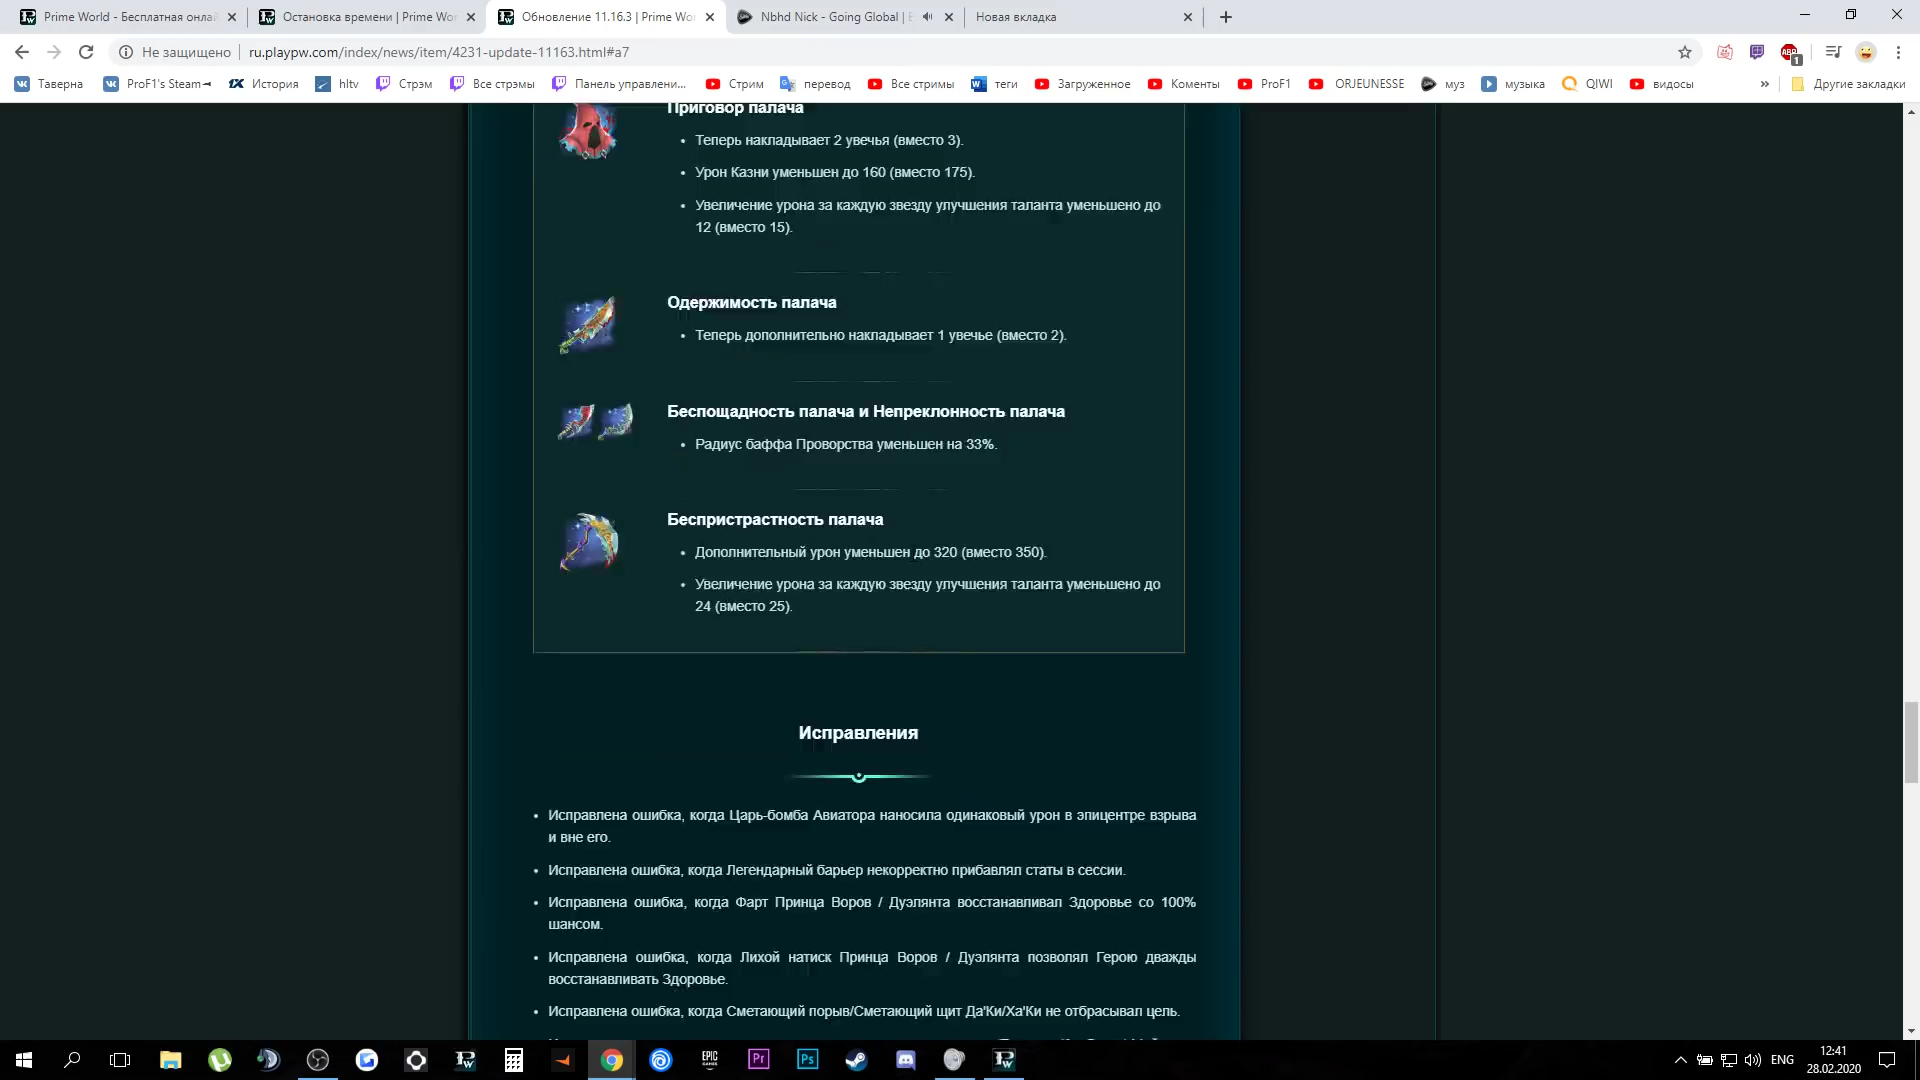 Prime World - Бесплатная онлай
Остановка времени | Prime Wor
Обновление 11.16.3 | Prime Wor
Nbhd Nick - Going Global |
Новая вкладка
Не защищено
ru.playpw.com/index/news/item/4231-update-11163.html#a7
Таверна
ProF1's Steam
История
hltv
Стрэм
Все стрэмы
Панель управлени...
Стрим
перевод
Все стримы
теги
Загруженное
Коменты
ProF1
ORJEUNESSE
муз
музыка
QIWI
видосы
»
Другие закладки
Приговор палача
• Теперь накладывает 2 увечья (вместо 3).
• Урон Казни уменьшен до 160 (вместо 175).
• Увеличение урона за каждую звезду улучшения таланта уменьшено до
12 (вместо 15).
Одержимость палача
• Теперь дополнительно накладывает 1 увечье (вместо 2).
Беспощадность палача и Непреклонность палача
• Радиус баффа Проворства уменьшен на 33%.
Беспристрастность палача
• Дополнительный урон уменьшен до 320 (вместо 350).
• Увеличение урона за каждую звезду улучшения таланта уменьшено до
24 (вместо 25).
Исправления
• Исправлена ошибка, когда Царь-бомба Авиатора наносила одинаковый урон в эпицентре взрыва
и вне его.
• Исправлена ошибка, когда Легендарный барьер некорректно прибавлял статы в сессии.
• Исправлена ошибка, когда Фарт Принца Воров / Дуэлянта восстанавливал Здоровье со 100%
шансом.
• Исправлена ошибка, когда Лихой натиск Принца Воров / Дуэлянта позволял Герою дважды
восстанавливать Здоровье.
• Исправлена ошибка, когда Сметающий порыв/Сметающий щит Да'Ки/Ха'Ки не отбрасывал цель.
EPIC
GAMES
Pr
Ps
ENG
12:41
28.02.2020